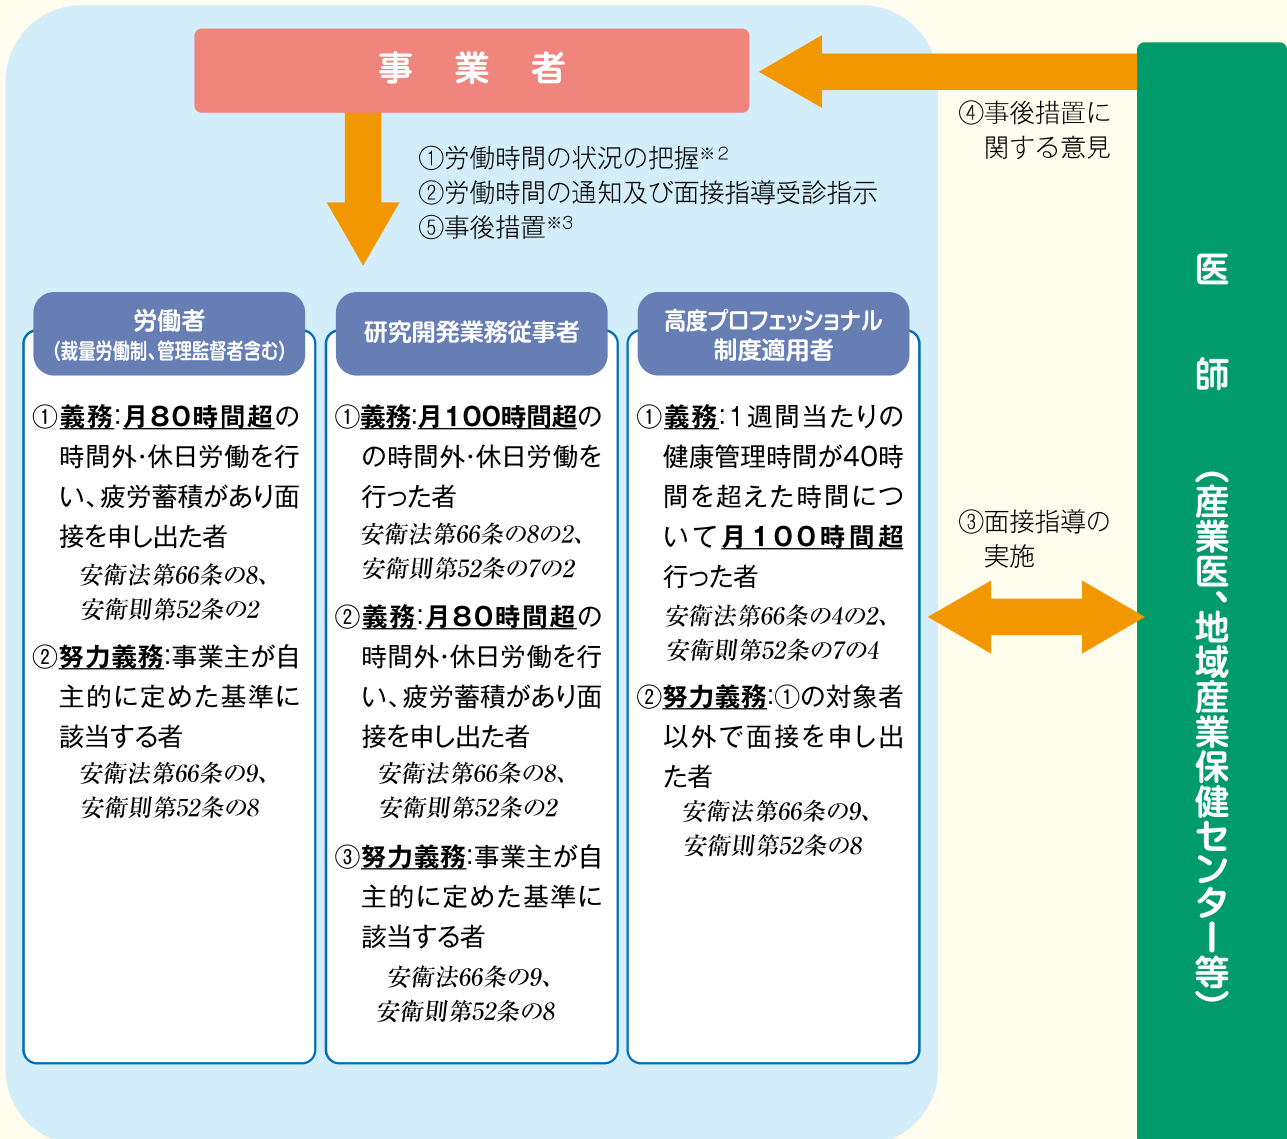 事業者
④事後措置に
関する意見
①労働時間の状況の把握※2
②労働時間の通知及び面接指導受診指示
⑤事後措置※3
労働者
(裁量労働制、管理監督者含む)
①義務:月80時間超の
時間外・休日労働を行
い、疲労蓄積があり面
接を申し出た者
安衛法第66条の8、
安衛則第52条の2
②努力義務:事業主が自
主的に定めた基準に
該当する者
安衛法第66条の9、
安衛則第52条の8
研究開発業務従事者
①義務:月100時間超の
の時間外・休日労働を
行った者
安衛法第66条の8の2、
安衛則第52条の7の2
②義務:月80時間超の
時間外・休日労働を行
い、疲労蓄積があり面
接を申し出た者
安衛法第66条の8、
安衛則第52条の2
③努力義務:事業主が自
主的に定めた基準に
該当する者
安衛法66条の9、
安衛則第52条の8
高度プロフェッショナル
制度適用者
①義務:1週間当たりの
健康管理時間が40時
間を超えた時間につ
いて月100時間超
行った者
安衛法第66条の4の2、
安衛則第52条の7の4
②努力義務:①の対象者
以外で面接を申し出
た者
安衛法第66条の9、
安衛則第52条の8
③面接指導の
実施
医師(産業医、地域産業保健センター等)